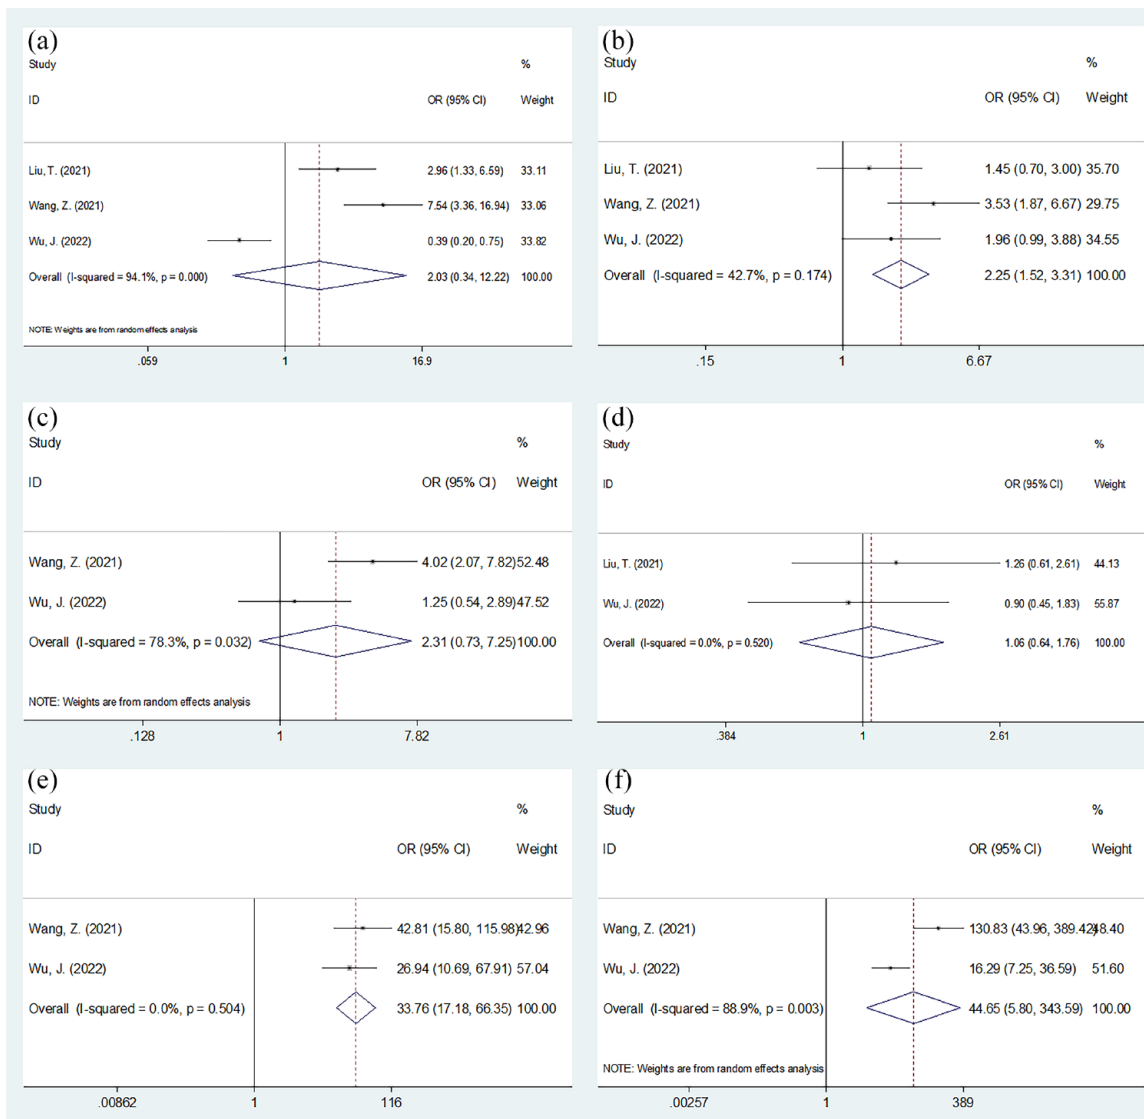 (a)
Study %
ID OR (95% CI) Weight
Liu, T. (2021) 2.96 (1.33, 6.59) 33.11
Wang, Z. (2021) 7.54 (3.36, 16.94) 33.06
Wu, J. (2022) 0.39 (0.20, 0.75) 33.82
Overall (I-squared = 94.1%, p = 0.000) 2.03 (0.34, 12.22) 100.00
NOTE: Weights are from random effects analysis
.059 1 16.9
(b)
Study %
ID OR (95% CI) Weight
Liu, T. (2021) 1.45 (0.70, 3.00) 35.70
Wang, Z. (2021) 3.53 (1.87, 6.67) 29.75
Wu, J. (2022) 1.96 (0.99, 3.88) 34.55
Overall (I-squared = 42.7%, p = 0.174) 2.25 (1.52, 3.31) 100.00
.15 1 6.67
(c)
Study %
ID OR (95% CI) Weight
Wang, Z. (2021) 4.02 (2.07, 7.82) 52.48
Wu, J. (2022) 1.25 (0.54, 2.89) 47.52
Overall (I-squared = 78.3%, p = 0.032) 2.31 (0.73, 7.25) 100.00
NOTE: Weights are from random effects analysis
.128 1 7.82
(d)
Study %
ID OR (95% CI) Weight
Liu, T. (2021) 1.26 (0.61, 2.61) 44.13
Wu, J. (2022) 0.90 (0.45, 1.83) 55.87
Overall (I-squared = 0.0%, p = 0.520) 1.06 (0.64, 1.76) 100.00
.384 1 2.61
(e)
Study %
ID OR (95% CI) Weight
Wang, Z. (2021) 42.81 (15.80, 115.98) 42.96
Wu, J. (2022) 26.94 (10.69, 67.91) 57.04
Overall (I-squared = 0.0%, p = 0.504) 33.76 (17.18, 66.35) 100.00
.00862 1 116
(f)
Study %
ID OR (95% CI) Weight
Wang, Z. (2021) 130.83 (43.96, 389.42) 48.40
Wu, J. (2022) 16.29 (7.25, 36.59) 51.60
Overall (I-squared = 88.9%, p = 0.003) 44.65 (5.80, 343.59) 100.00
NOTE: Weights are from random effects analysis
.00257 1 389